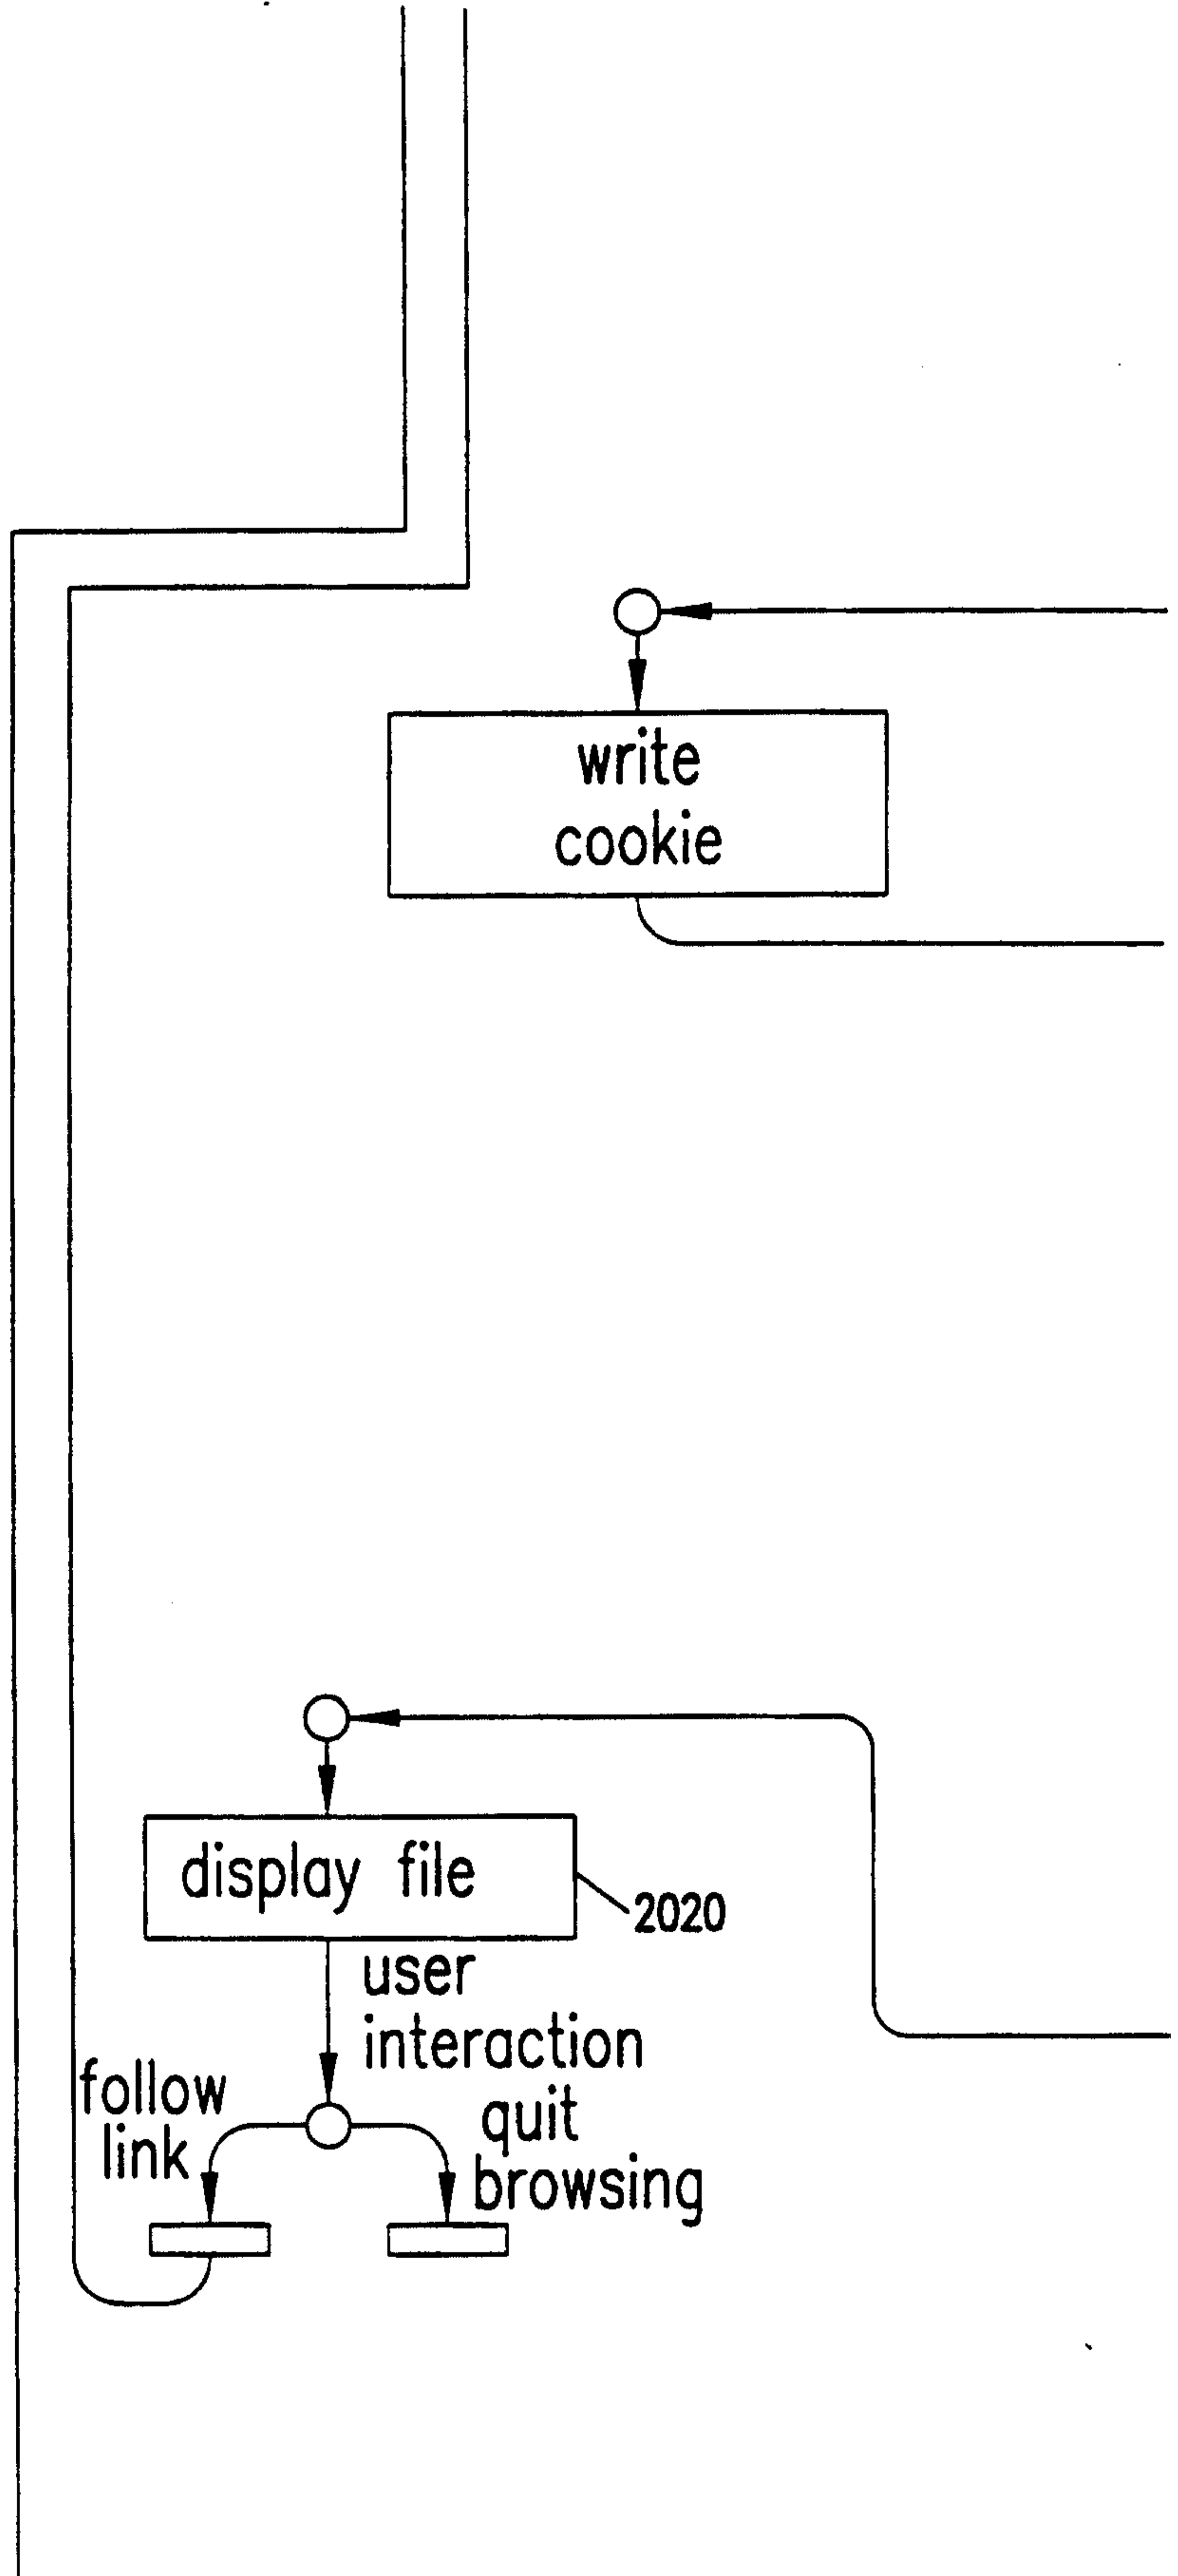 write
cookie
display file
2020
user
interaction
follow
link
quit
browsing